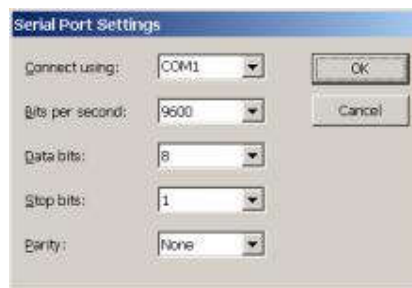 Serial Port Settings
Connect using: COM1 OK
Bits per second: 9600 Cancel
Data bits: 8
Stop bits: 1
Parity: None